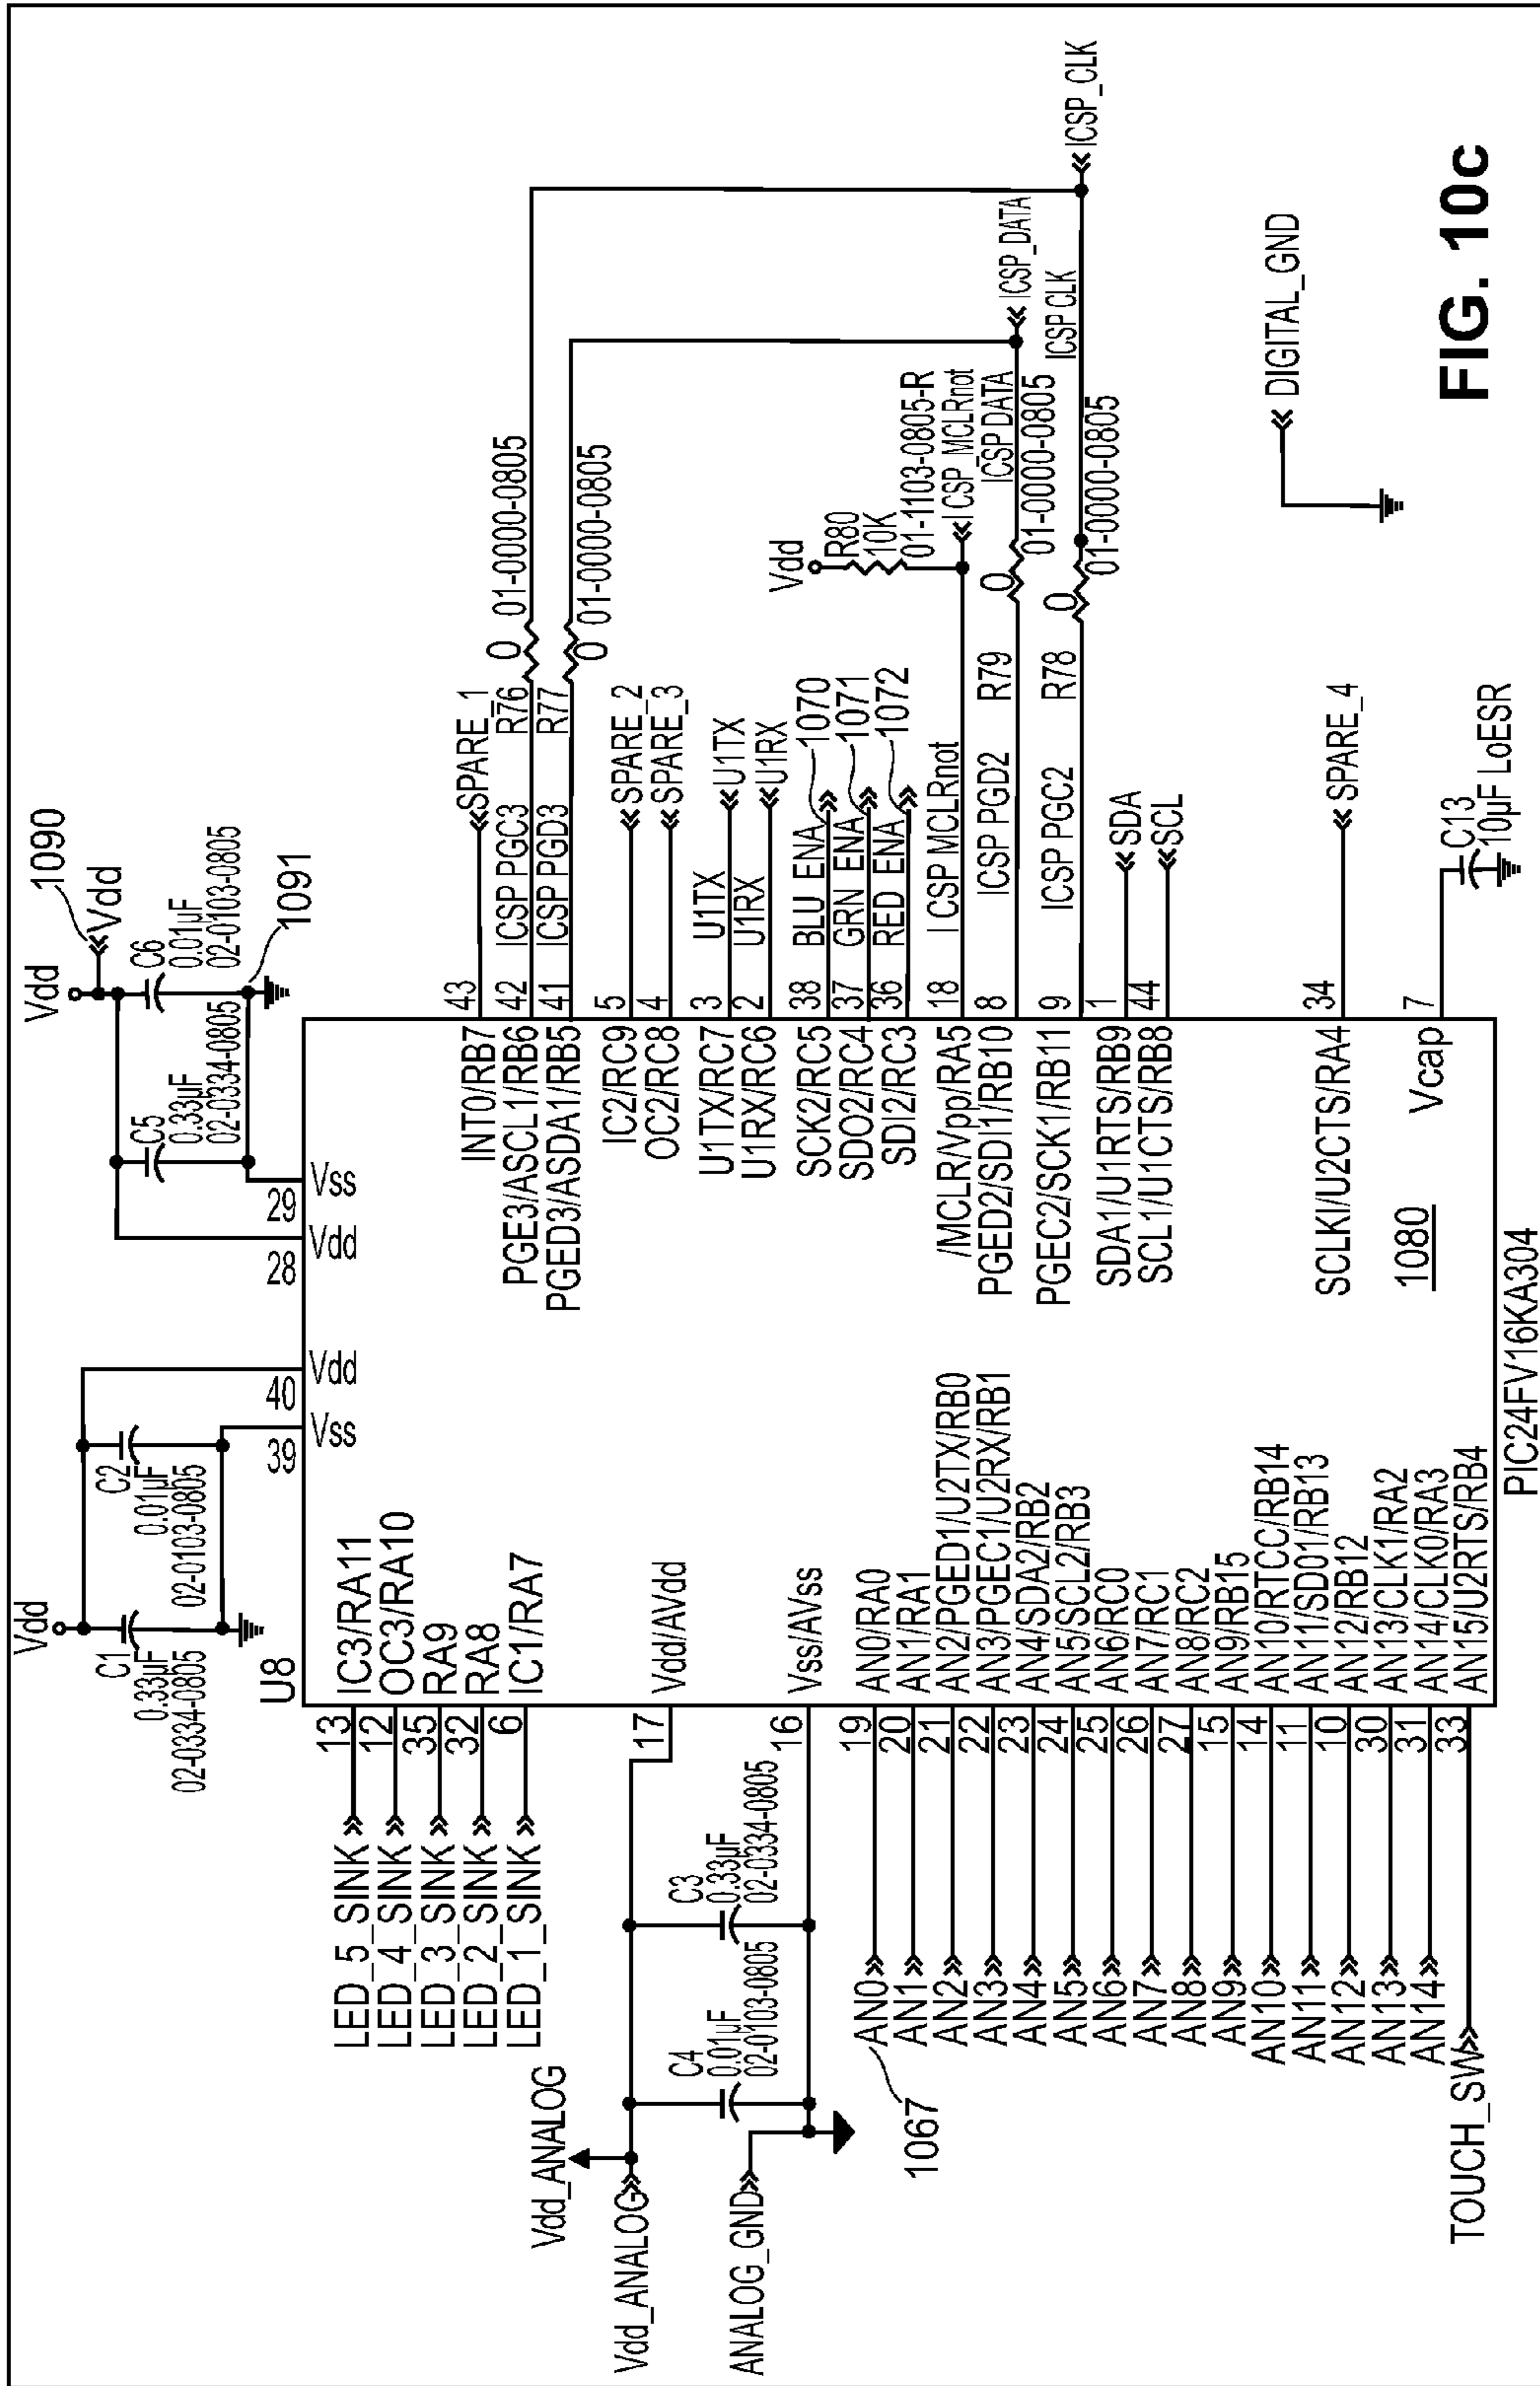 Vdd
C1
0.33µF
02-0334-0805
C2
0.01µF
02-0103-0805
Vdd
1090
Vdd
C5
0.33µF
02-0334-0805
C6
0.01µF
02-0103-0805
1091
U8
39
Vss
40
Vdd
28
Vdd
29
Vss
LED_5_SINK
13
IC3/RA11
LED_4_SINK
12
OC3/RA10
LED_3_SINK
35
RA9
LED_2_SINK
32
RA8
LED_1_SINK
6
IC1/RA7
Vdd_ANALOG
Vdd_ANALOG
17
Vdd/AVdd
C4
0.01µF
02-0103-0805
C3
0.33µF
02-0334-0805
ANALOG_GND
16
Vss/AVss
1067
AN0
19
AN0/RA0
AN1
20
AN1/RA1
AN2
21
AN2/PGED1/U2TX/RB0
AN3
22
AN3/PGEC1/U2RX/RB1
AN4
23
AN4/SDA2/RB2
AN5
24
AN5/SCL2/RB3
AN6
25
AN6/RC0
AN7
26
AN7/RC1
AN8
27
AN8/RC2
AN9
15
AN9/RB15
AN10
14
AN10/RTCC/RB14
AN11
11
AN11/SD01/RB13
AN12
10
AN12/RB12
AN13
30
AN13/CLK1/RA2
AN14
31
AN14/CLK0/RA3
TOUCH_SW
33
AN15/U2RTS/RB4
INT0/RB7
43
SPARE_1
PGE3/ASCL1/RB6
42
ICSP PGC3
R76
0
01-0000-0805
PGED3/ASDA1/RB5
41
ICSP PGD3
R77
0
01-0000-0805
IC2/RC9
5
SPARE_2
OC2/RC8
4
SPARE_3
U1TX/RC7
3
U1TX
U1TX
U1RX/RC6
2
U1RX
U1RX
SCK2/RC5
38
BLU ENA
1070
SDO2/RC4
37
GRN ENA
1071
SDI2/RC3
36
RED ENA
1072
Vdd
R80
10K
01-1103-0805-R
/MCLR/Vpp/RA5
18
ICSP MCLRnot
ICSP_MCLRnot
PGED2/SDI1/RB10
8
ICSP PGD2
R79
0
01-0000-0805
ICSP DATA
ICSP_DATA
PGEC2/SCK1/RB11
9
ICSP PGC2
R78
0
01-0000-0805
ICSP CLK
ICSP_CLK
SDA1/U1RTS/RB9
1
SDA
SCL1/U1CTS/RB8
44
SCL
SCLKI/U2CTS/RA4
34
SPARE_4
Vcap
7
C13
10µF LoESR
DIGITAL_GND
1080
PIC24FV16KA304
FIG. 10c